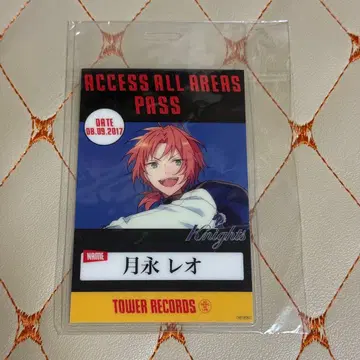 ACCESS ALL AREAS
PASS
DATE
08.09.2017
Knights
NAME
月永 レオ
TOWER RECORDS